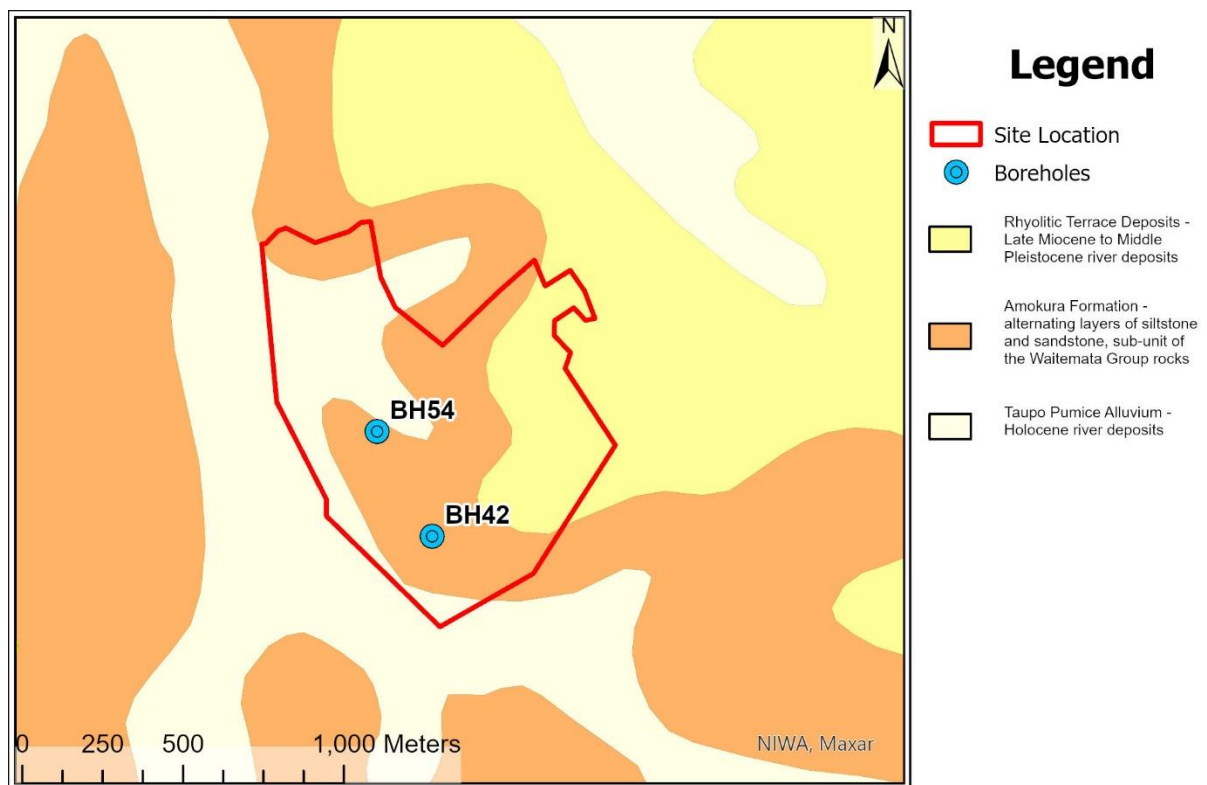 N
BH54
BH42
0 250 500 1,000 Meters
NIWA, Maxar
Legend
Site Location
Boreholes
Rhyolitic Terrace Deposits -
Late Miocene to Middle
Pleistocene river deposits
Amokura Formation -
alternating layers of siltstone
and sandstone, sub-unit of
the Waitemata Group rocks
Taupo Pumice Alluvium -
Holocene river deposits